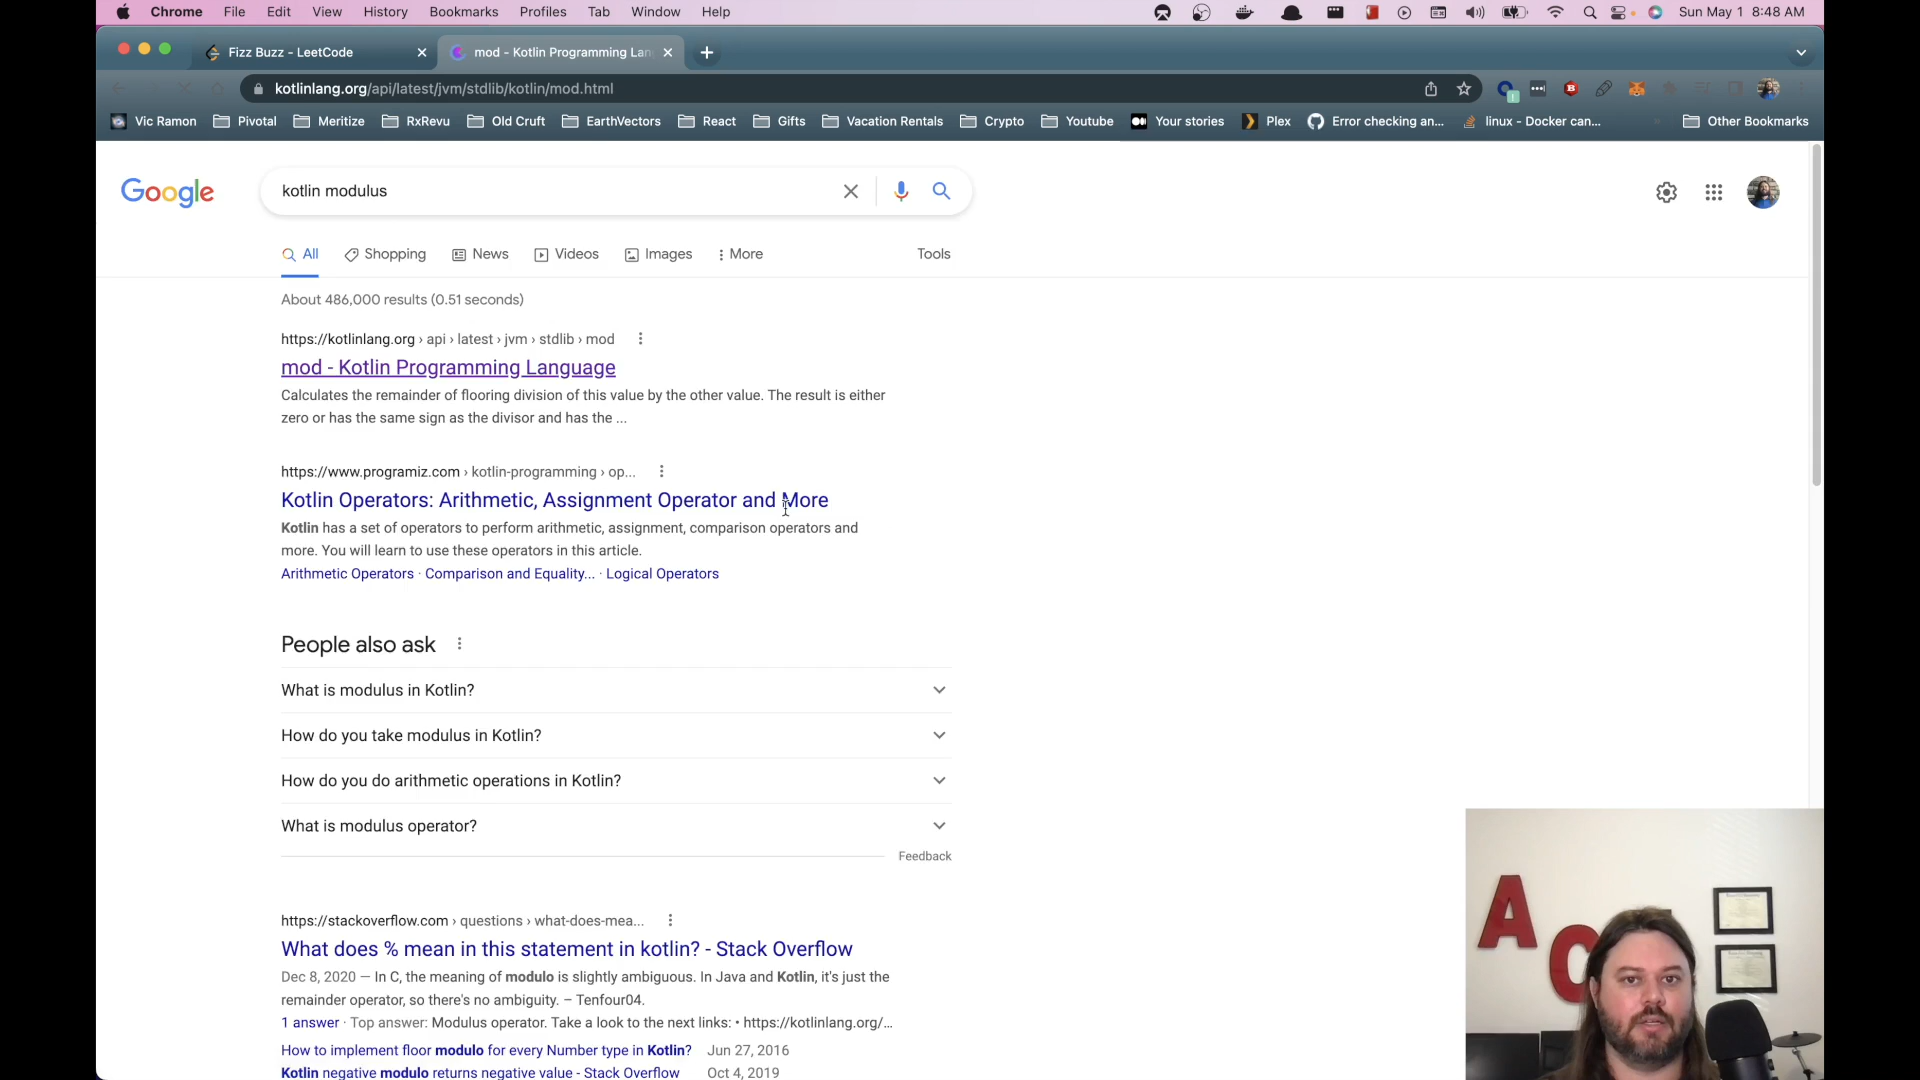 Chrome File Edit View History Bookmarks Profiles Tab Window Help Sun May 1 8:48 AM
Fizz Buzz - LeetCode mod - Kotlin Programming Lan
kotlinlang.org/api/latest/jvm/stdlib/kotlin/mod.html
Vic Ramon Pivotal Meritize RxRevu Old Cruft EarthVectors React Gifts Vacation Rentals Crypto Youtube Your stories Plex Error checking an... linux - Docker can... Other Bookmarks
Google kotlin modulus
All Shopping News Videos Images More Tools
About 486,000 results (0.51 seconds)
https://kotlinlang.org › api › latest › jvm › stdlib › mod
mod - Kotlin Programming Language
Calculates the remainder of flooring division of this value by the other value. The result is either
zero or has the same sign as the divisor and has the ...
https://www.programiz.com › kotlin-programming › op...
Kotlin Operators: Arithmetic, Assignment Operator and More
Kotlin has a set of operators to perform arithmetic, assignment, comparison operators and
more. You will learn to use these operators in this article.
Arithmetic Operators · Comparison and Equality... · Logical Operators
People also ask
What is modulus in Kotlin?
How do you take modulus in Kotlin?
How do you do arithmetic operations in Kotlin?
What is modulus operator?
Feedback
https://stackoverflow.com › questions › what-does-mea...
What does % mean in this statement in kotlin? - Stack Overflow
Dec 8, 2020 — In C, the meaning of modulo is slightly ambiguous. In Java and Kotlin, it's just the
remainder operator, so there's no ambiguity. – Tenfour04.
1 answer · Top answer: Modulus operator. Take a look to the next links: • https://kotlinlang.org/...
How to implement floor modulo for every Number type in Kotlin? Jun 27, 2016
Kotlin negative modulo returns negative value - Stack Overflow Oct 4, 2019
A